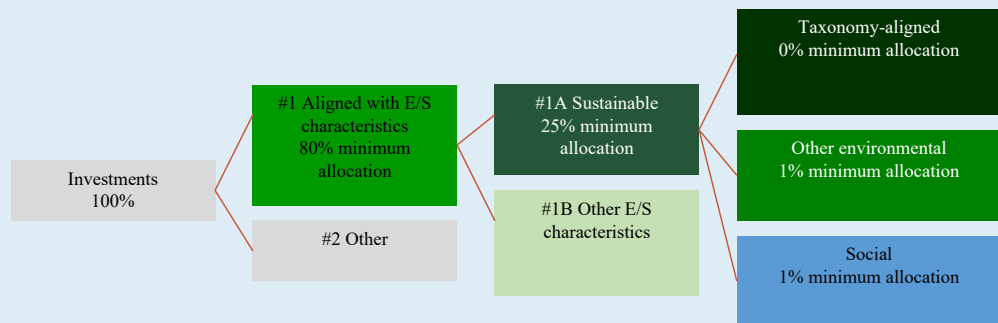 Investments
100%
#1 Aligned with E/S
characteristics
80% minimum
allocation
#2 Other
#1A Sustainable
25% minimum
allocation
#1B Other E/S
characteristics
Taxonomy-aligned
0% minimum allocation
Other environmental
1% minimum allocation
Social
1% minimum allocation